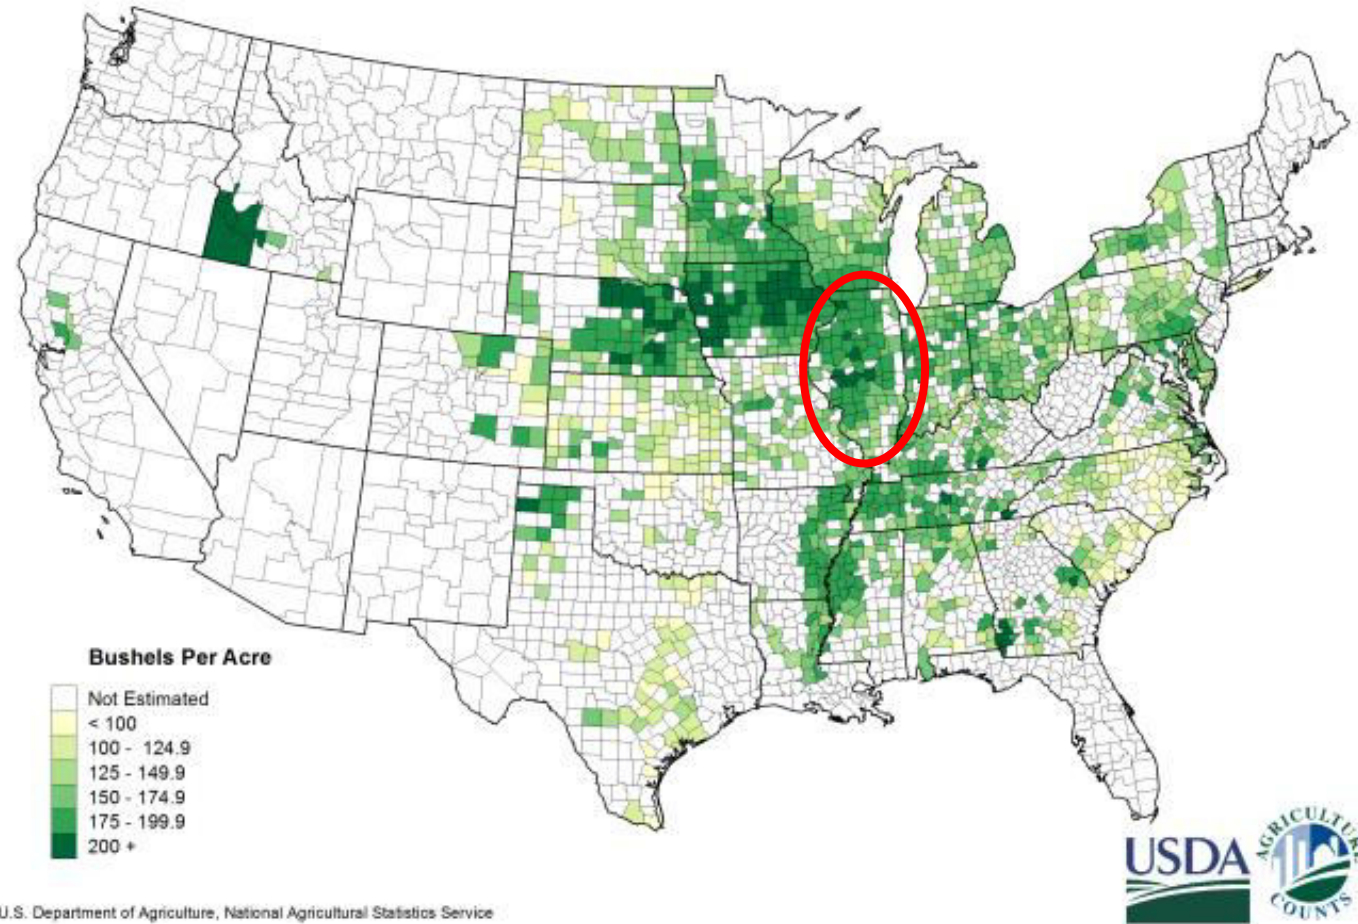 Bushels Per Acre
Not Estimated
< 100
100 - 124.9
125 - 149.9
150 - 174.9
175 - 199.9
200 +
USDA
AGRICULTURE
COUNTS
U.S. Department of Agriculture, National Agricultural Statistics Service